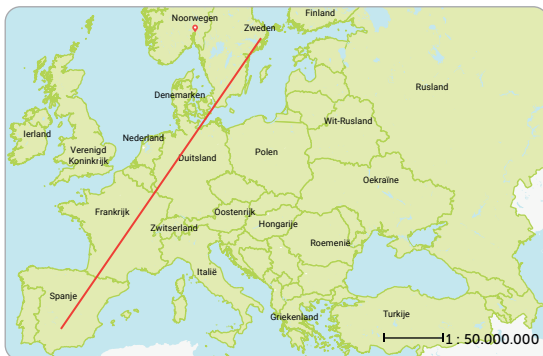 Noorwegen
Finland
Zweden
Rusland
Denemarken
Wit-Rusland
Ierland
Nederland
Verenigd
Koninkrijk
Duitsland
Polen
Oekraïne
Frankrijk
Oostenrijk
Zwitserland
Hongarije
Roemenië
Italië
Spanje
Griekenland
Turkije
1 : 50.000.000